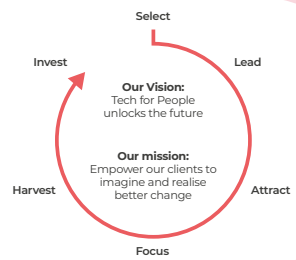 Select
Invest
Lead
Our Vision:
Tech for People
unlocks the future
Our mission:
Empower our clients to
imagine and realise
better change
Harvest
Attract
Focus